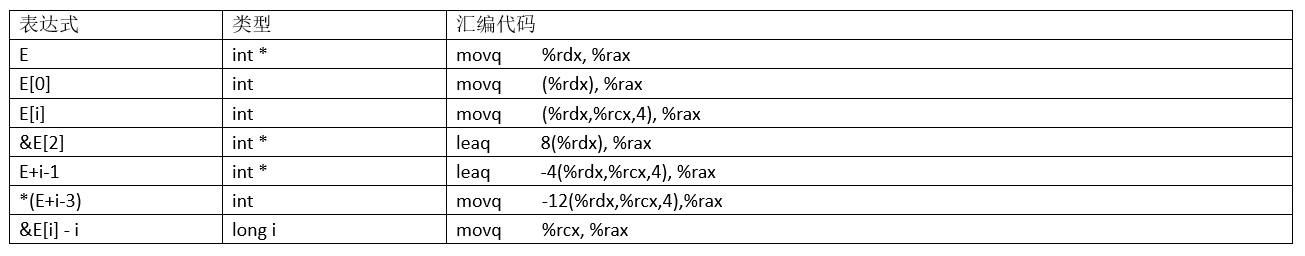 表达式 类型 汇编代码
E int * movq %rdx, %rax
E[0] int movq (%rdx), %rax
E[i] int movq (%rdx,%rcx,4), %rax
&E[2] int * leaq 8(%rdx), %rax
E+i-1 int * leaq -4(%rdx,%rcx,4), %rax
*(E+i-3) int movq -12(%rdx,%rcx,4),%rax
&E[i] - i long i movq %rcx, %rax